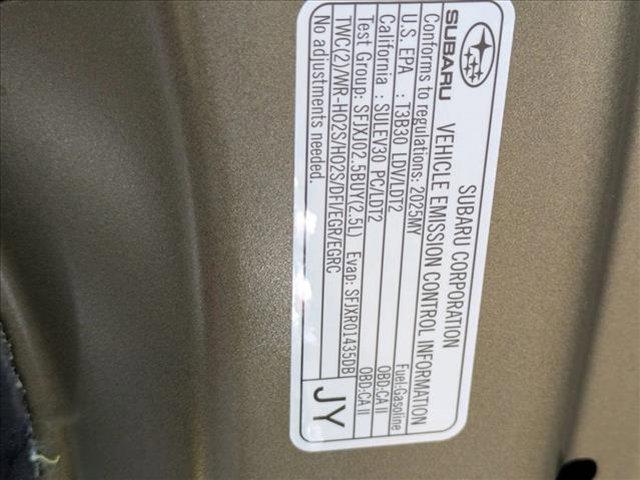 SUBARU
SUBARU CORPORATION
VEHICLE EMISSION CONTROL INFORMATION
Conforms to regulations: 2025MY Fuel:Gasoline
U.S. EPA : T3B30 LDV/LDT2 OBD:CA II
California : SULEV30 PC/LDT2 OBD:CA II
Test Group: SFJXJ02.5BUY(2.5L) Evap: SFJXR01435DB
TWC(2)/WR-HO2S/HO2S/DFI/EGR/EGRC
No adjustments needed.
JY